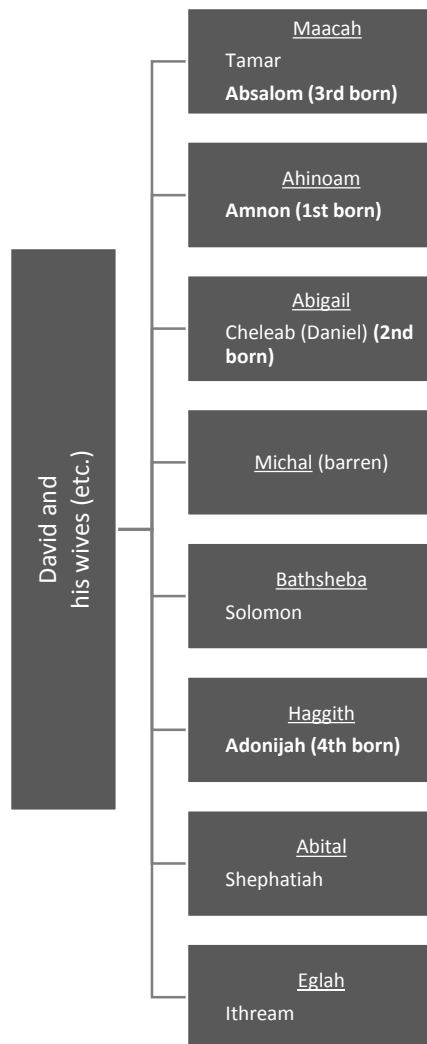 David and
his wives (etc.)
Maacah
Tamar
Absalom (3rd born)
Ahinoam
Amnon (1st born)
Abigail
Cheleab (Daniel) (2nd
born)
Michal (barren)
Bathsheba
Solomon
Haggith
Adonijah (4th born)
Abital
Shephatiah
Eglah
Ithream